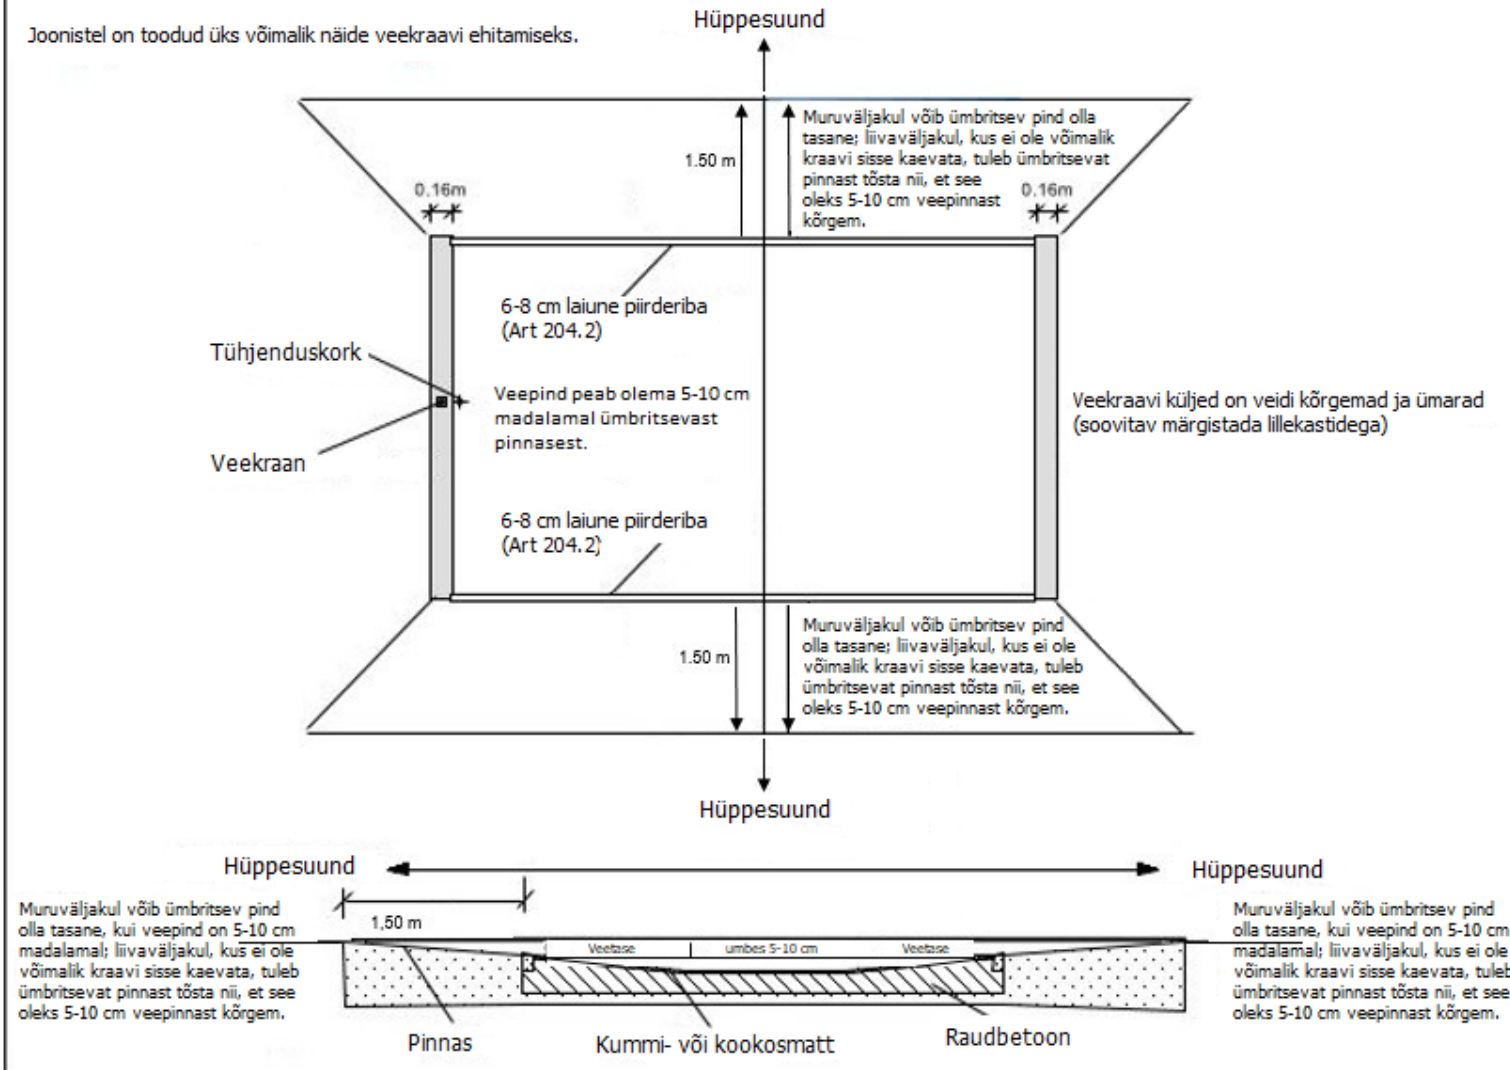 Hüppesuund
Joonistel on toodud üks võimalik näide veekraavi ehitamiseks.
Muruväljakul võib ümbritsev pind olla
tasane; liivaväljakul, kus ei ole võimalik
kraavi sisse kaevata, tuleb ümbritsevat
pinnast tõsta nii, et see
oleks 5-10 cm veepinnast
kõrgem.
1.50 m
0.16m
0.16m
6-8 cm laiune piirderiba
(Art 204.2)
Tühjenduskork
Veepind peab olema 5-10 cm
madalamal ümbritsevast
pinnasest.
Veekraavi küljed on veidi kõrgemad ja ümarad
(soovitav märgistada lillekastidega)
Veekraan
6-8 cm laiune piirderiba
(Art 204.2)
Muruväljakul võib ümbritsev pind
olla tasane; liivaväljakul, kus ei ole
võimalik kraavi sisse kaevata, tuleb
ümbritsevat pinnast tõsta nii, et see
oleks 5-10 cm veepinnast kõrgem.
1.50 m
Hüppesuund
Hüppesuund
Hüppesuund
Muruväljakul võib ümbritsev pind
olla tasane, kui veepind on 5-10 cm
madalamal; liivaväljakul, kus ei ole
võimalik kraavi sisse kaevata, tuleb
ümbritsevat pinnast tõsta nii, et see
oleks 5-10 cm veepinnast kõrgem.
1,50 m
Veetase
umbes 5-10 cm
Veetase
Muruväljakul võib ümbritsev pind
olla tasane, kui veepind on 5-10 cm
madalamal; liivaväljakul, kus ei ole
võimalik kraavi sisse kaevata, tuleb
ümbritsevat pinnast tõsta nii, et see
oleks 5-10 cm veepinnast kõrgem.
Pinnas
Kummi- või kookosmatt
Raudbetoon